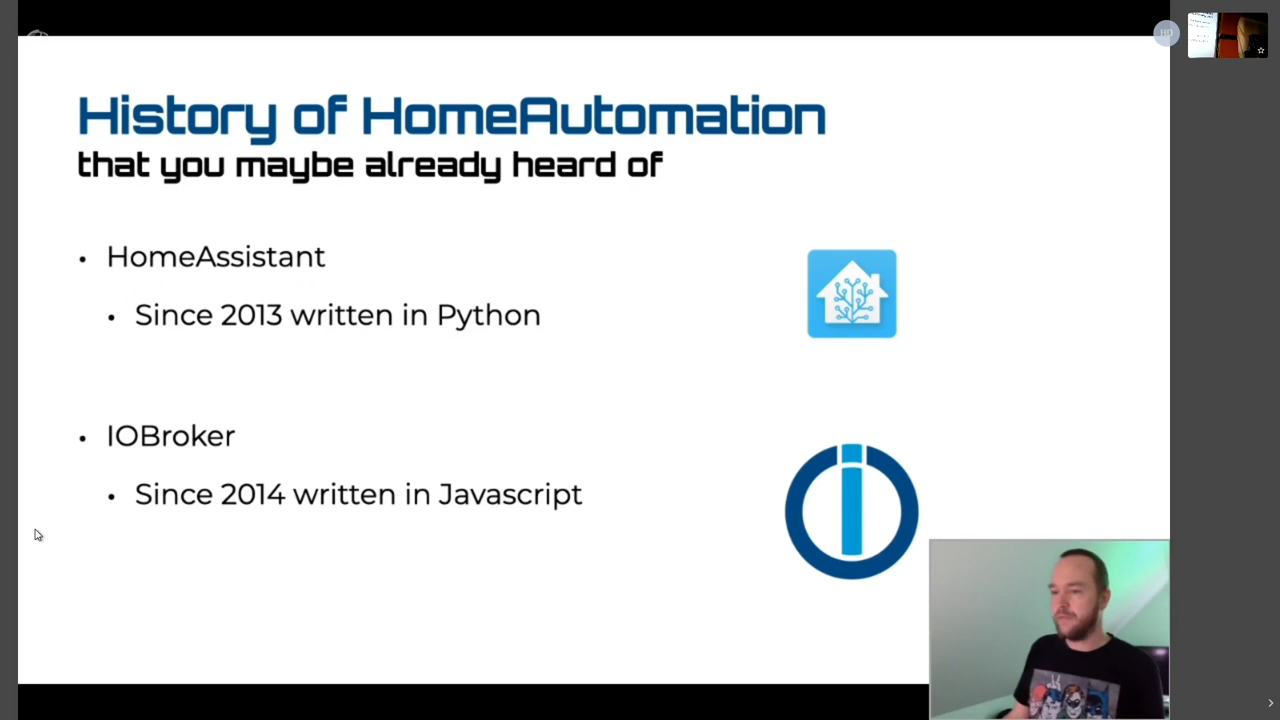 History of HomeAutomation
that you maybe already heard of
• HomeAssistant
• Since 2013 written in Python
• IOBroker
• Since 2014 written in Javascript